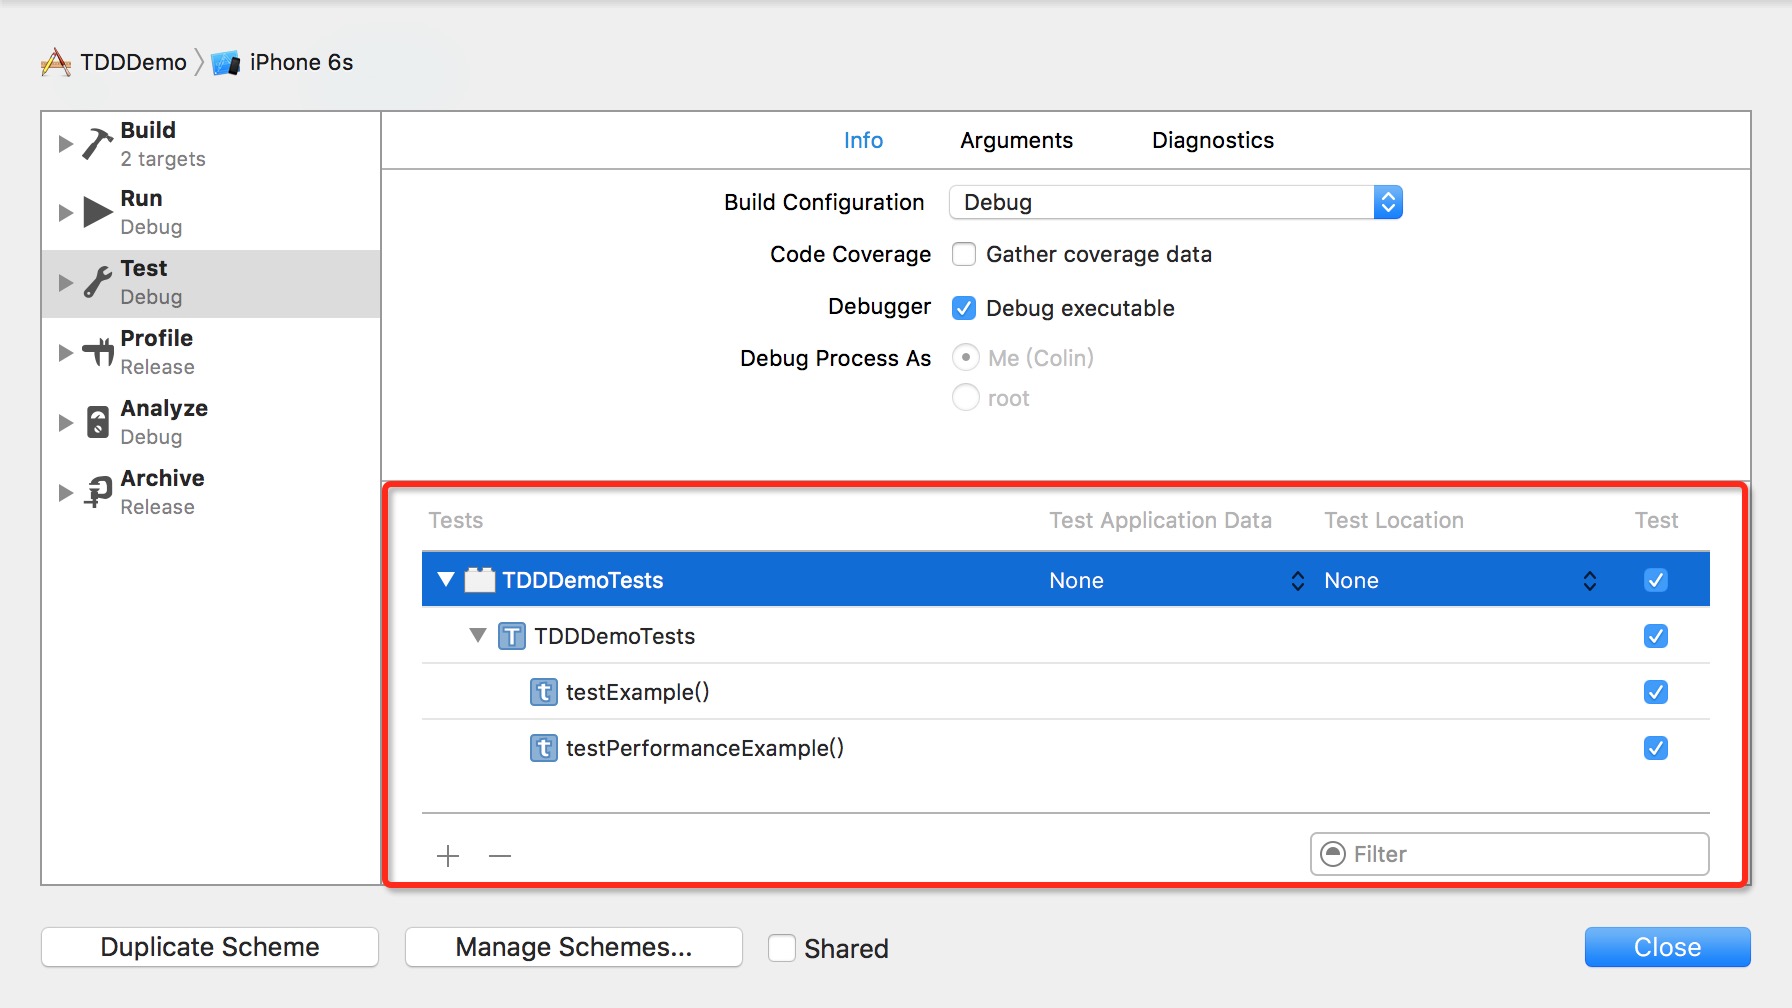 TDDDemo iPhone 6s
Build
2 targets
Run
Debug
Test
Debug
Profile
Release
Analyze
Debug
Archive
Release
Info Arguments Diagnostics
Build Configuration Debug
Code Coverage Gather coverage data
Debugger Debug executable
Debug Process As Me (Colin)
root
Tests Test Application Data Test Location Test
TDDDemoTests None None
T TDDDemoTests
t testExample()
t testPerformanceExample()
Filter
Duplicate Scheme Manage Schemes... Shared Close